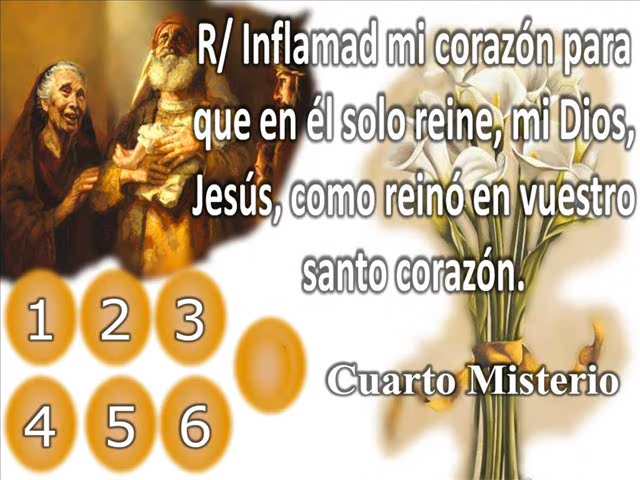 R/ Inflamad mi corazón para
que en él solo reine, mi Dios,
Jesús, como reinó en vuestro
santo corazón.
1 2 3
Cuarto Misterio
4 5 6